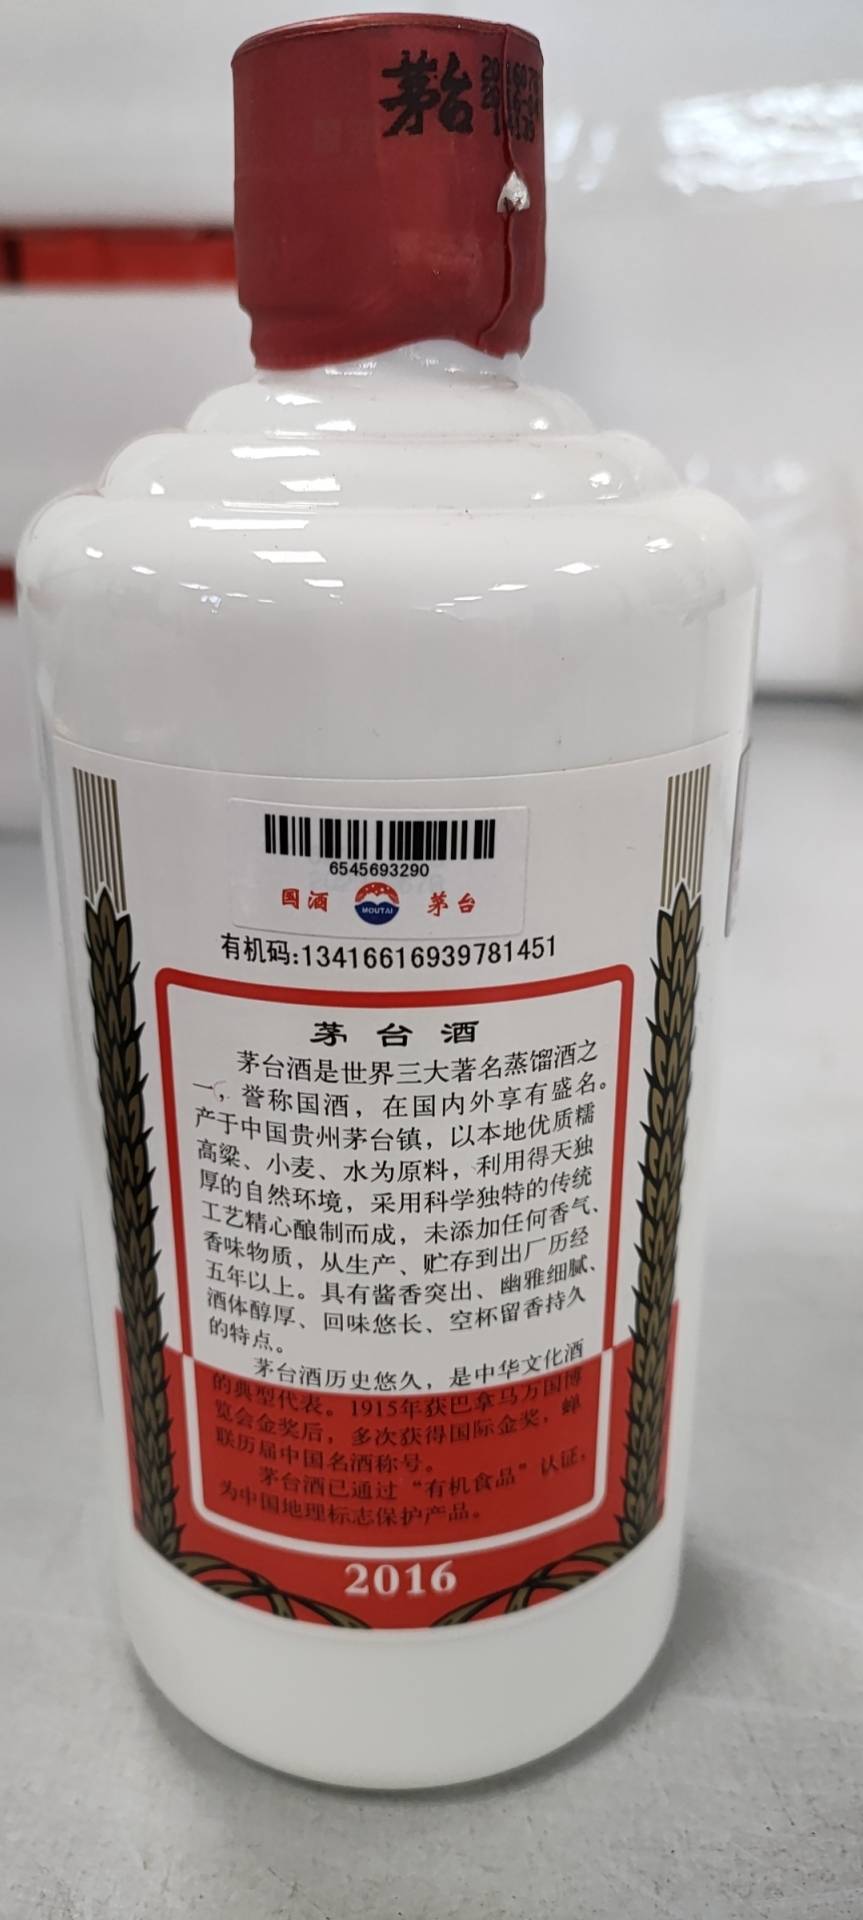 茅台
6545693290
国酒 MOUTAI 茅台
有机码:13416616939781451
茅台酒
茅台酒是世界三大著名蒸馏酒之
一，誉称国酒，在国内外享有盛名。
产于中国贵州茅台镇，以本地优质糯
高粱、小麦、水为原料，利用得天独
厚的自然环境，采用科学独特的传统
工艺精心酿制而成，未添加任何香气、
香味物质，从生产、贮存到出厂历经
五年以上。具有酱香突出、幽雅细腻、
酒体醇厚、回味悠长、空杯留香持久
的特点。
茅台酒历史悠久，是中华文化酒
的典型代表。1915年获巴拿马万国博
览会金奖后，多次获得国际金奖，蝉
联历届中国名酒称号。
茅台酒已通过“有机食品”认证，
为中国地理标志保护产品。
2016